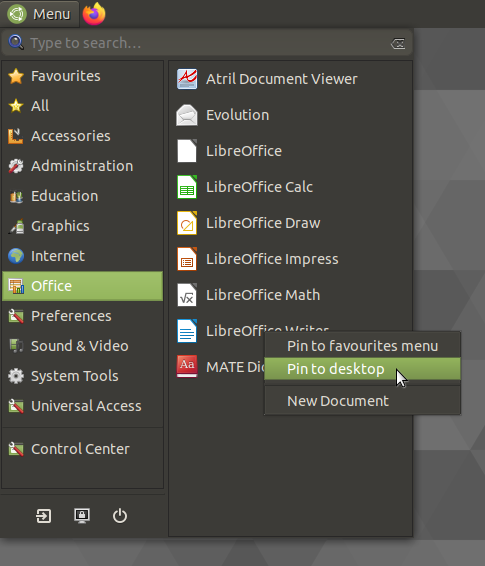 Menu
Type to search...
Favourites
All
Accessories
Administration
Education
Graphics
Internet
Office
Preferences
Sound & Video
System Tools
Universal Access
Control Center
Atril Document Viewer
Evolution
LibreOffice
LibreOffice Calc
LibreOffice Draw
LibreOffice Impress
LibreOffice Math
LibreOffice Writer
MATE Dic
Aa
Pin to favourites menu
Pin to desktop
New Document